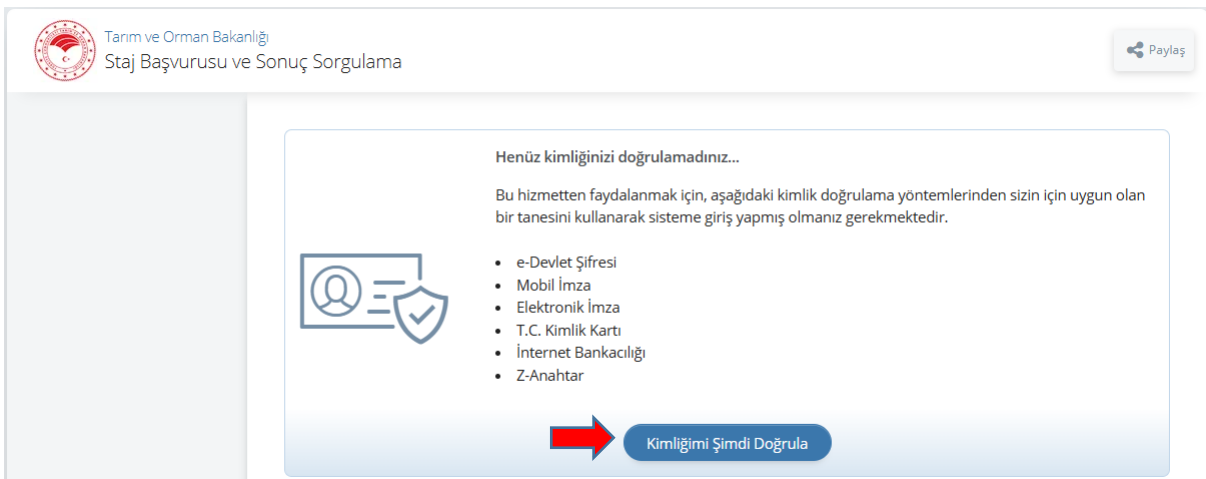 Tarım ve Orman Bakanlığı
Staj Başvurusu ve Sonuç Sorgulama
Paylaş
Henüz kimliğinizi doğrulamadınız...
Bu hizmetten faydalanmak için, aşağıdaki kimlik doğrulama yöntemlerinden sizin için uygun olan
bir tanesini kullanarak sisteme giriş yapmış olmanız gerekmektedir.
• e-Devlet Şifresi
• Mobil İmza
• Elektronik İmza
• T.C. Kimlik Kartı
• İnternet Bankacılığı
• Z-Anahtar
Kimliğimi Şimdi Doğrula